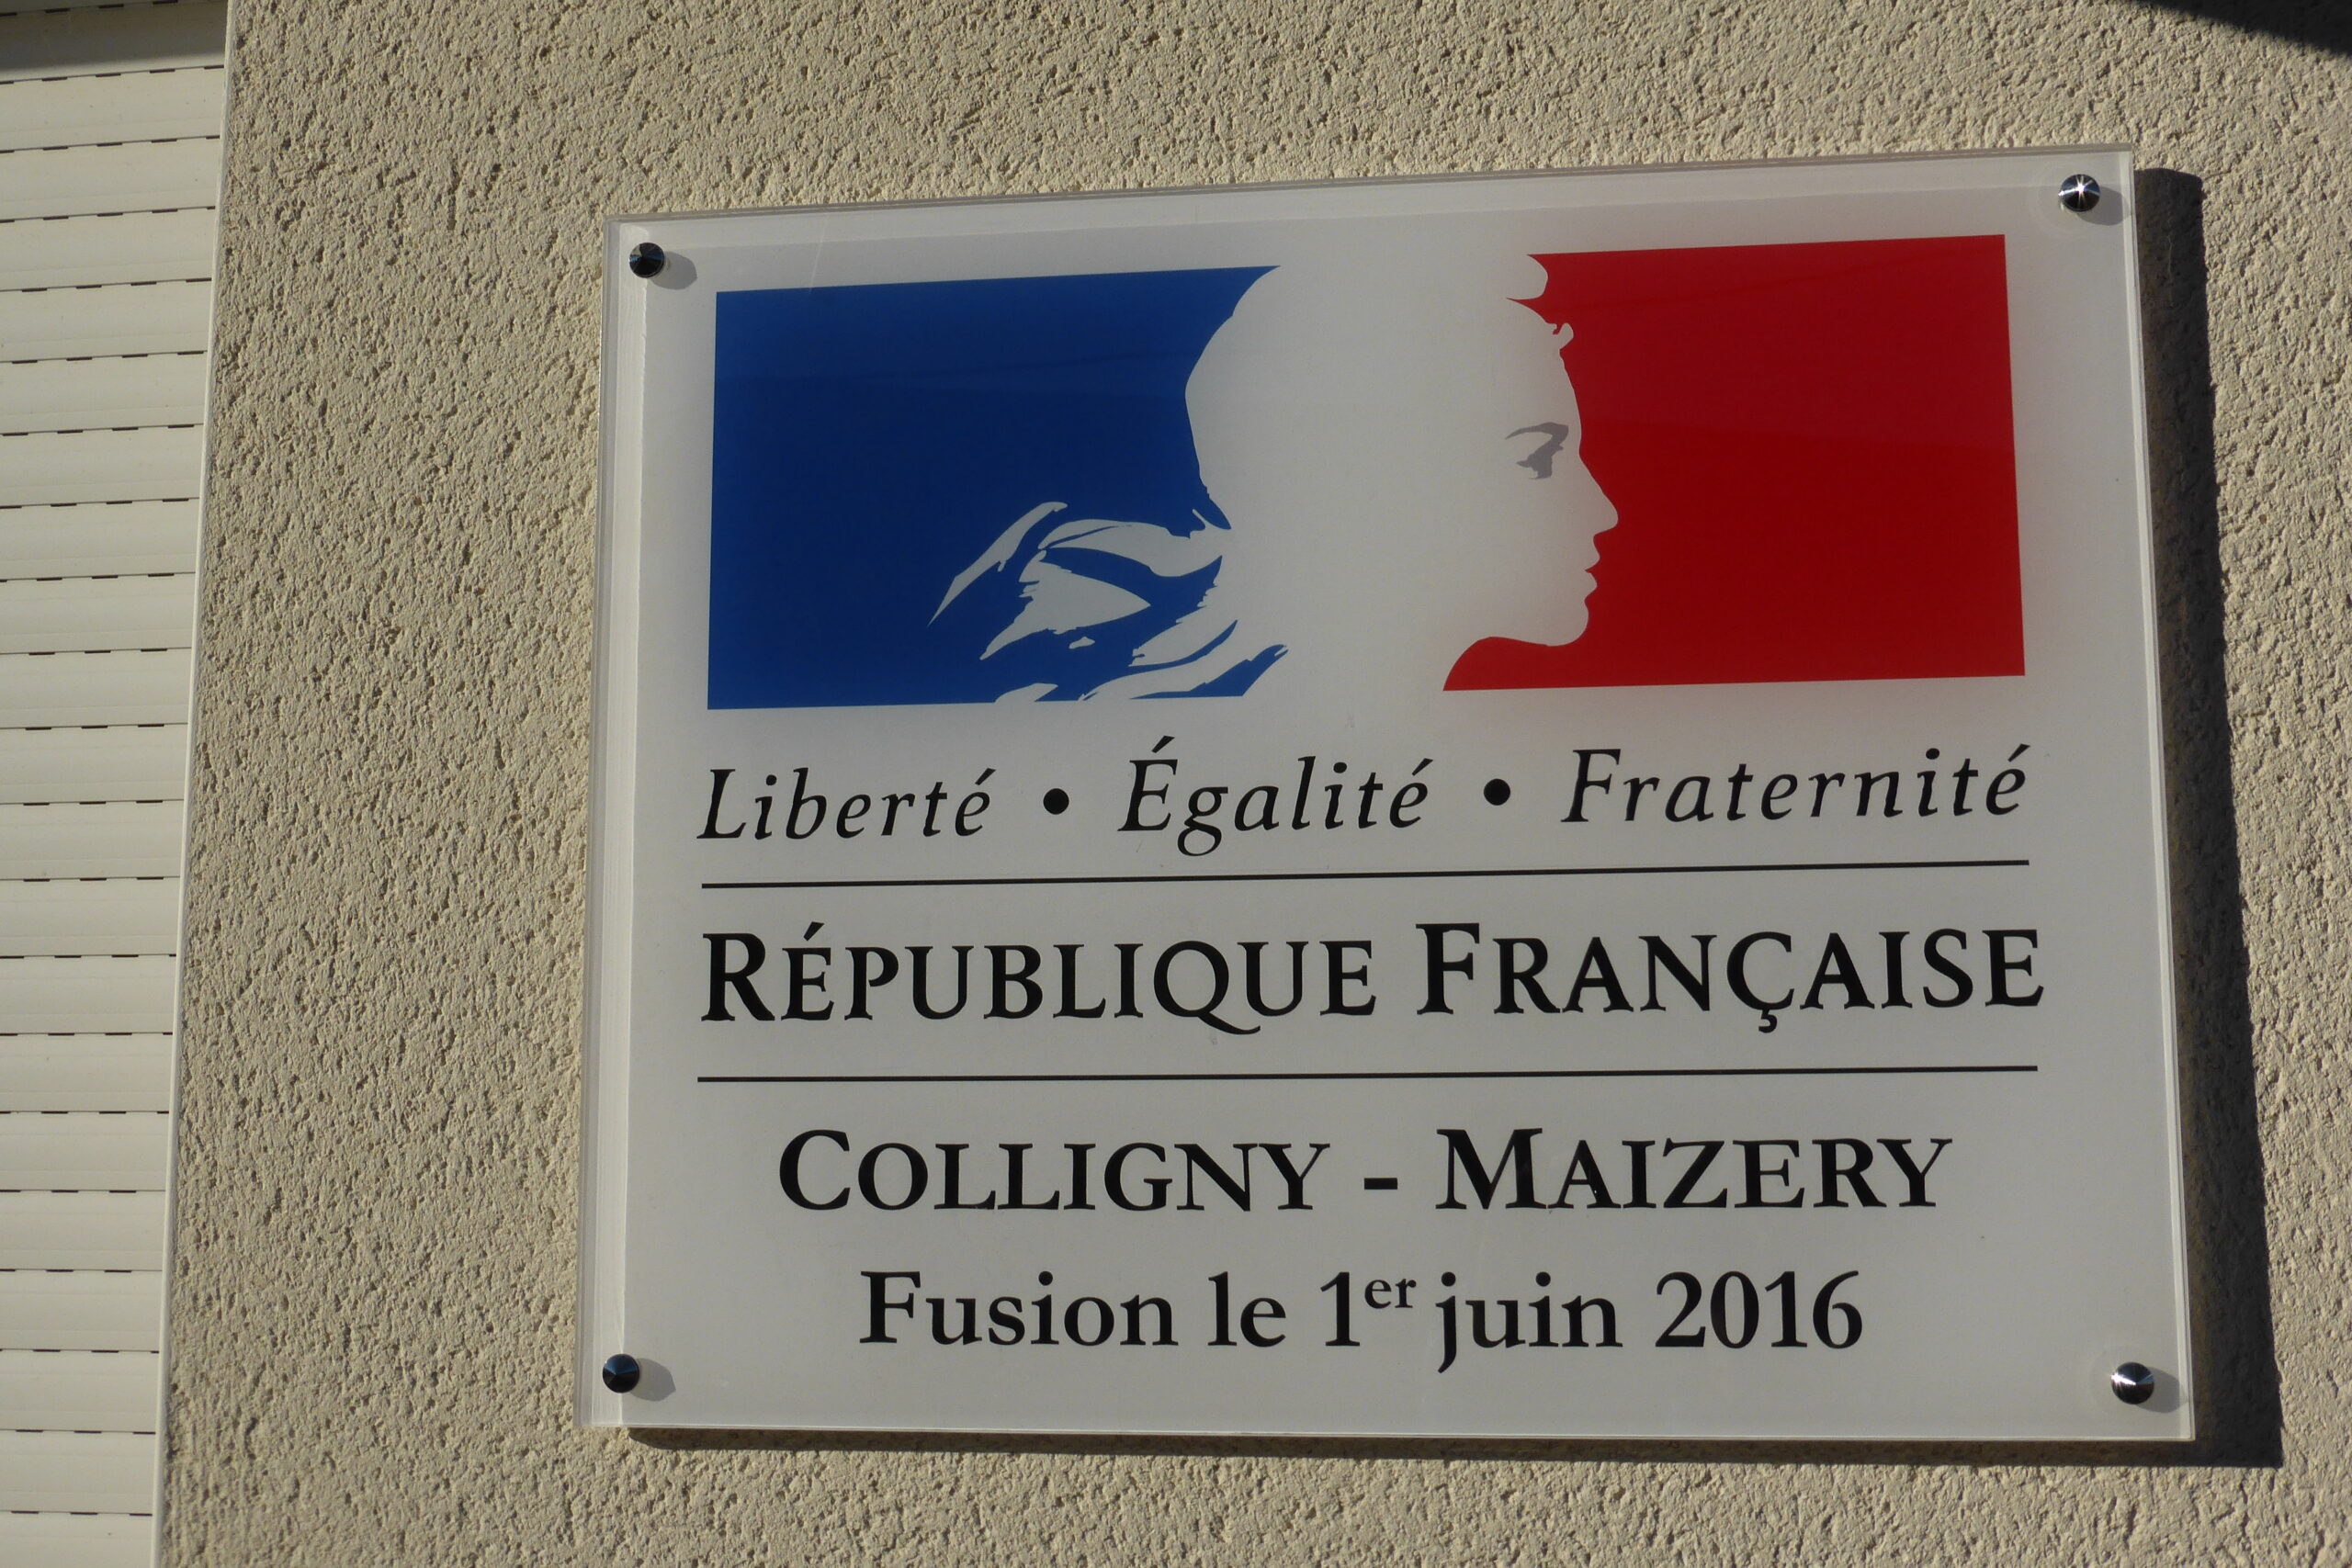 Liberté • Égalité • Fraternité
RÉPUBLIQUE FRANÇAISE
COLLIGNY - MAIZERY
Fusion le 1er juin 2016